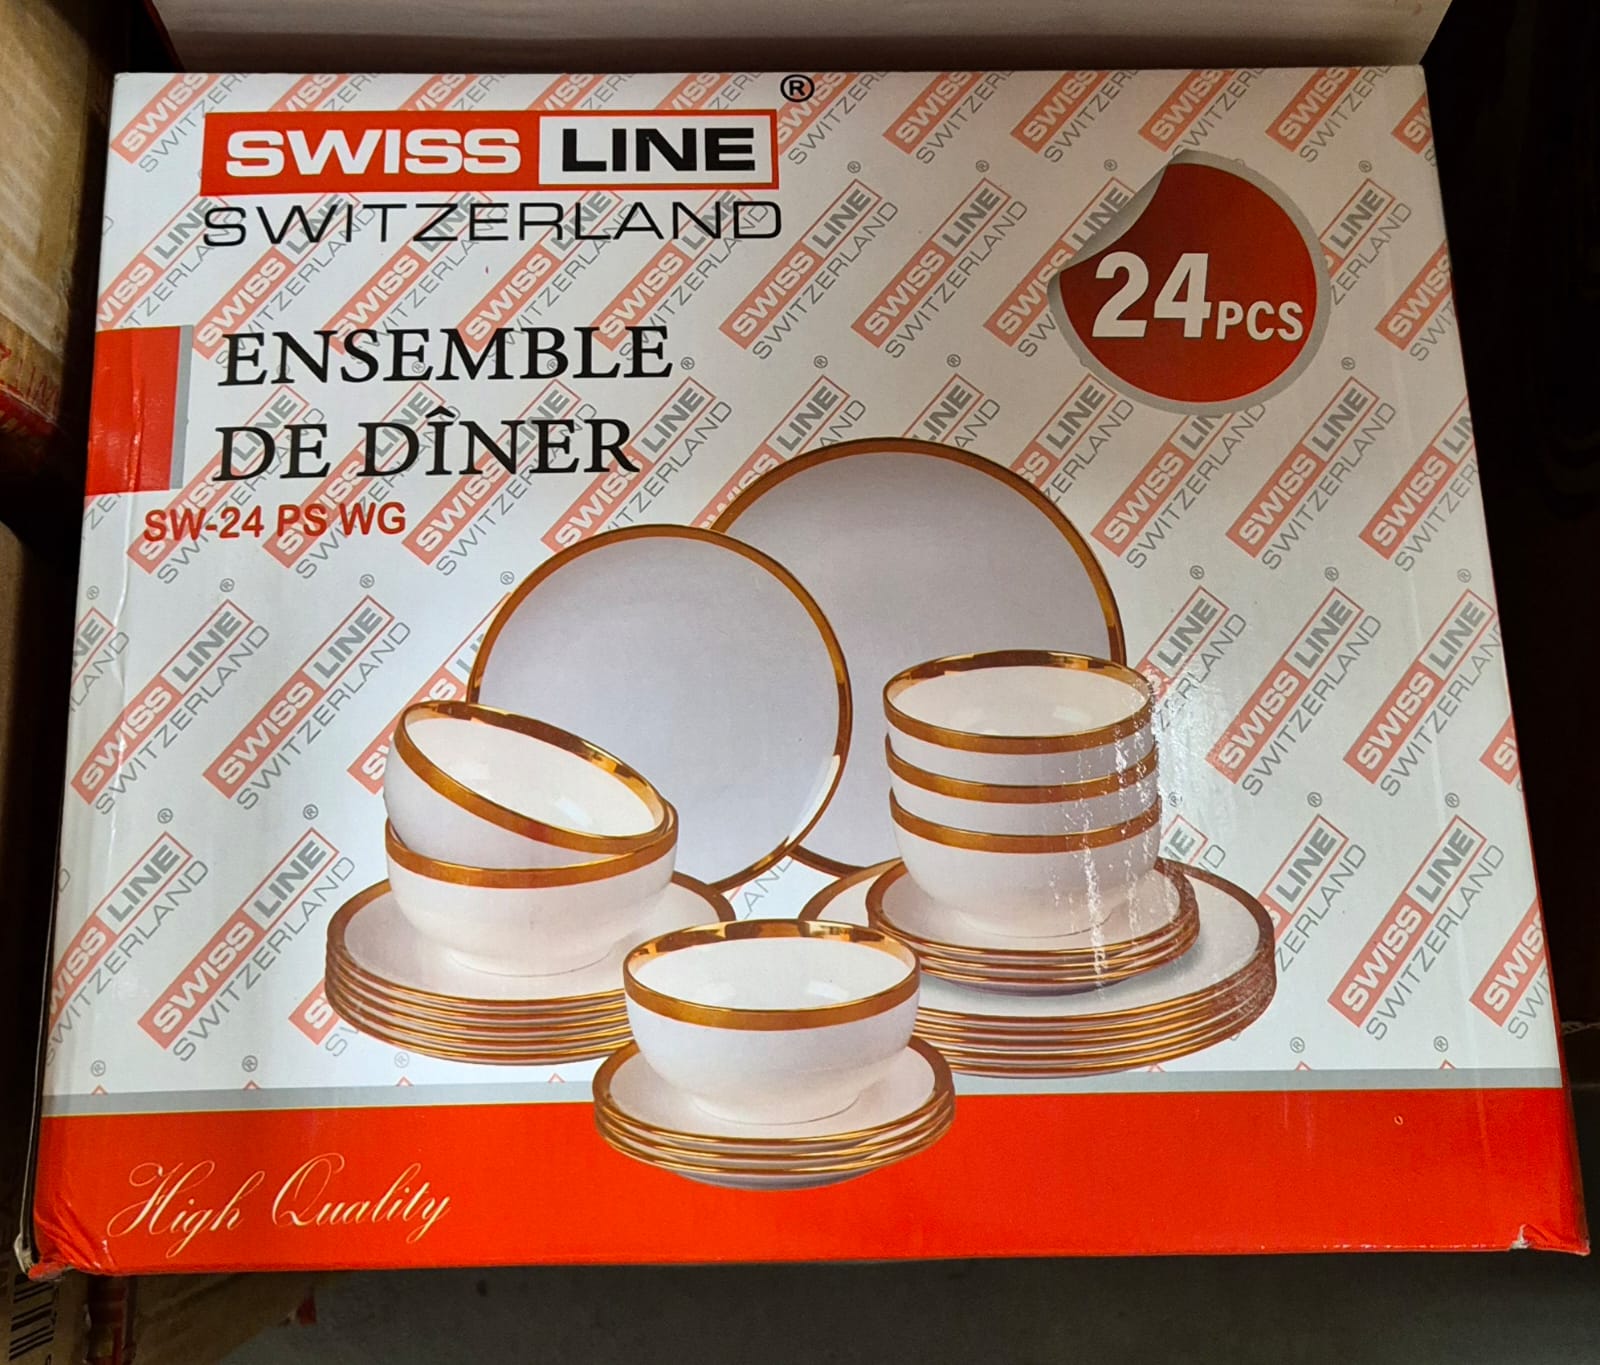 ®
SWISS LINE
SWITZERLAND
24PCS
ENSEMBLE
DE DÎNER
SW-24 PS WG
High Quality